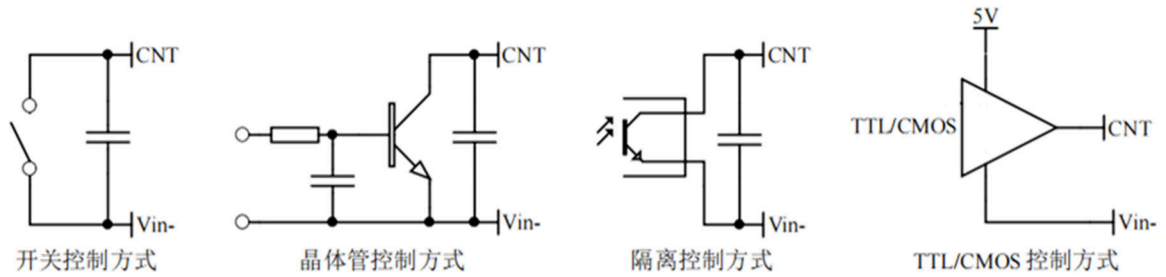 CNT
Vin-
开关控制方式
CNT
Vin-
晶体管控制方式
CNT
Vin-
隔离控制方式
5V
TTL/CMOS
CNT
Vin-
TTL/CMOS 控制方式